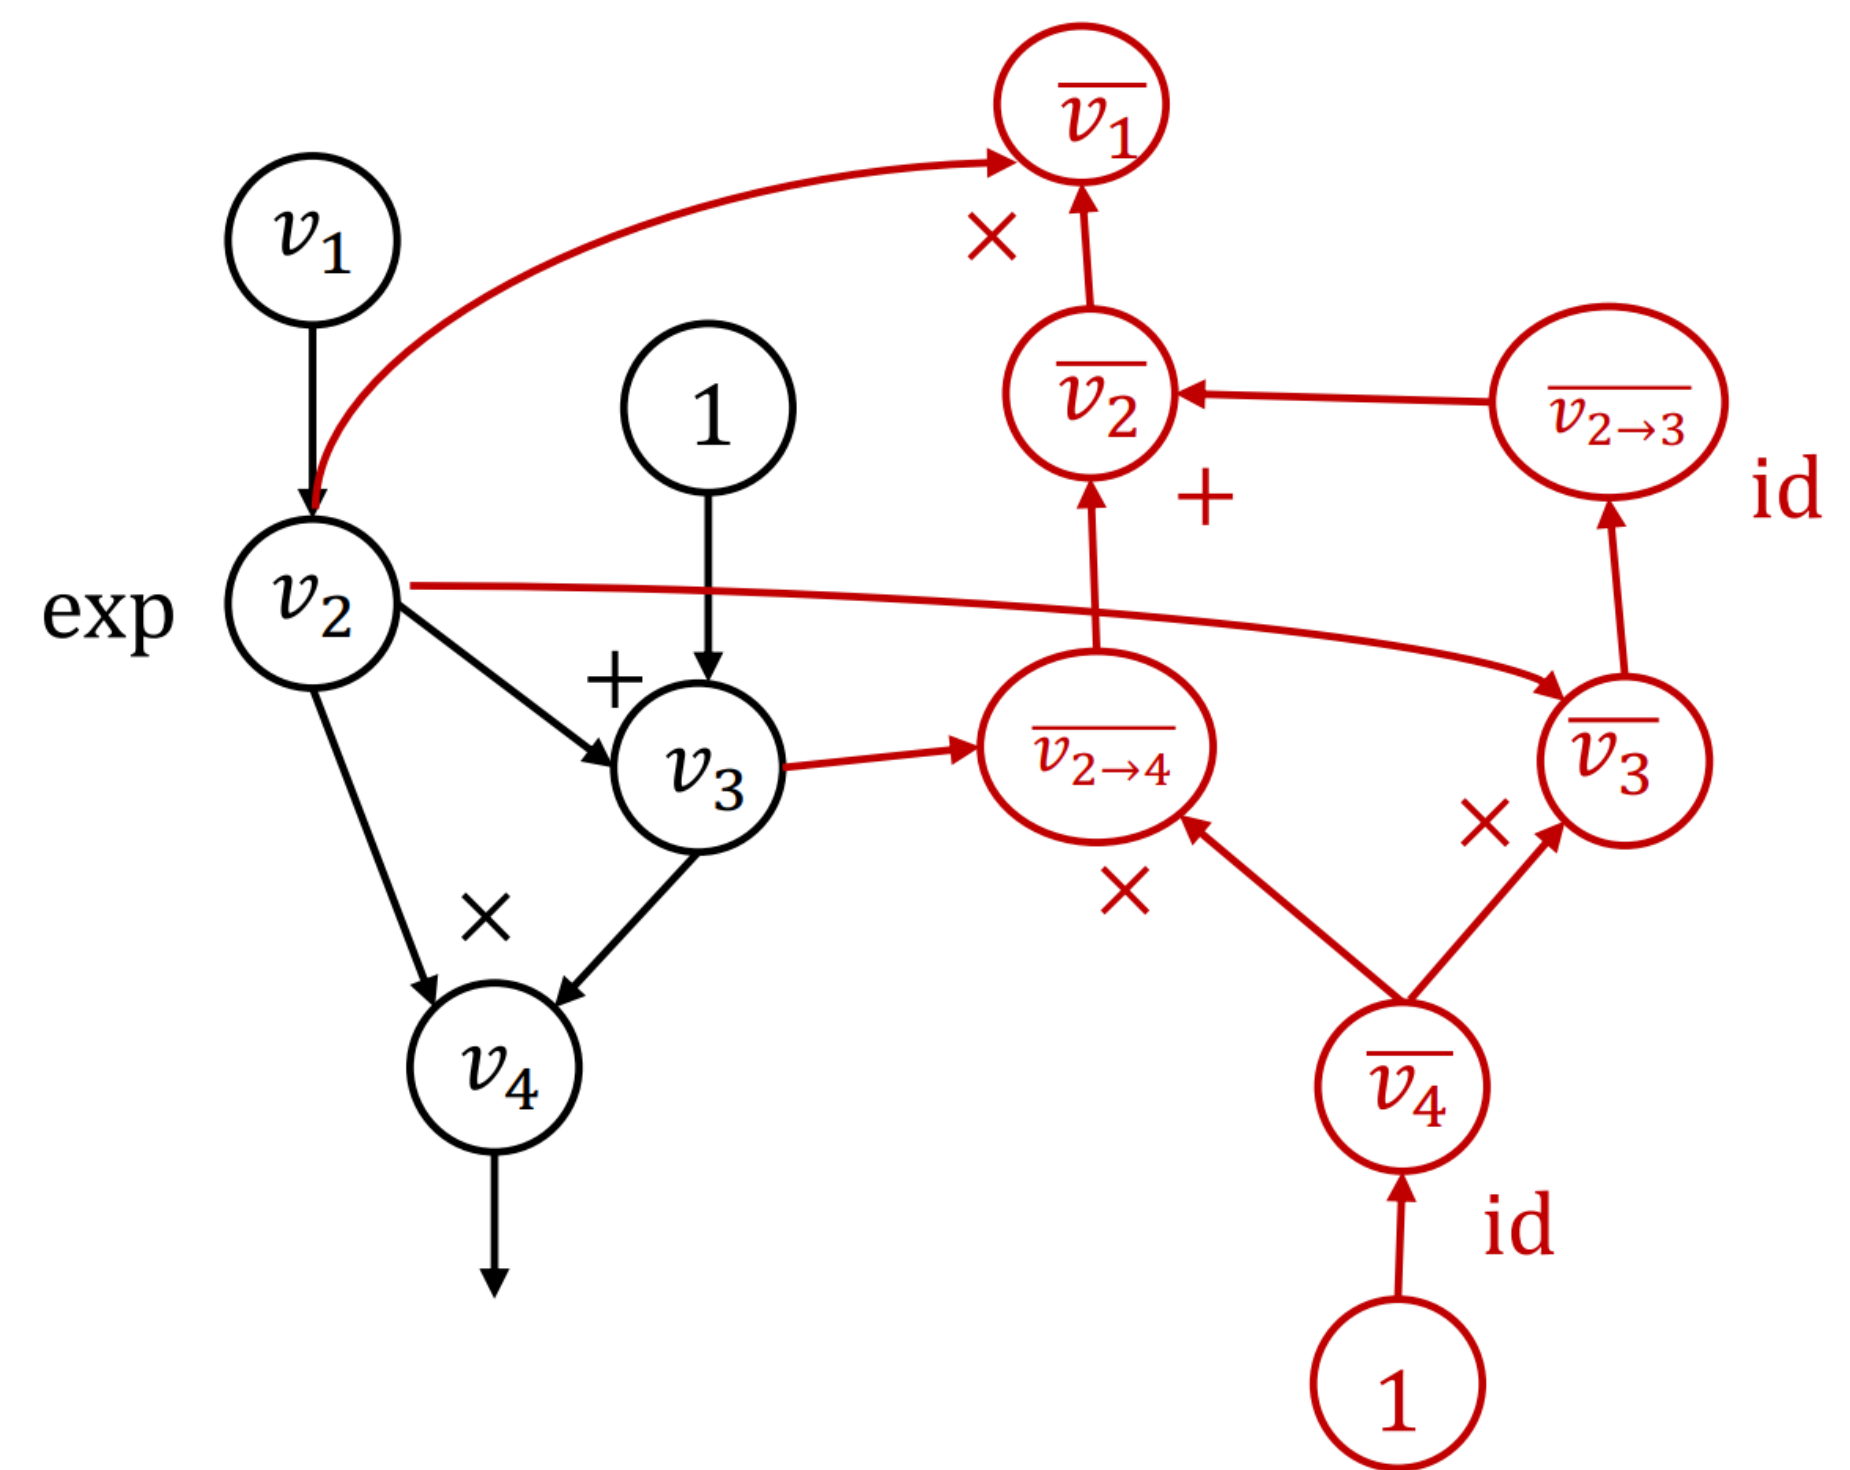 v̅₁
v₁
×
1
v̅₂
v̅₂→₃
id
+
exp
v₂
+
v₃
v̅₂→₄
v̅₃
×
×
×
v₄
v̅₄
id
1